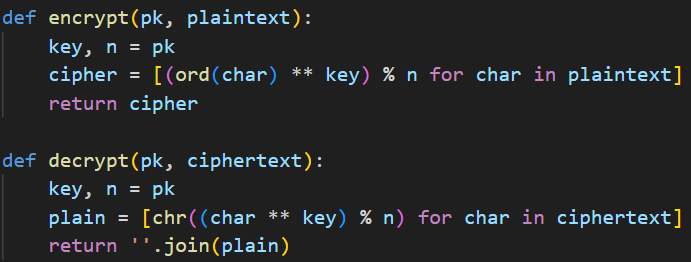 def encrypt(pk, plaintext):
    key, n = pk
    cipher = [(ord(char) ** key) % n for char in plaintext]
    return cipher

def decrypt(pk, ciphertext):
    key, n = pk
    plain = [chr((char ** key) % n) for char in ciphertext]
    return ''.join(plain)